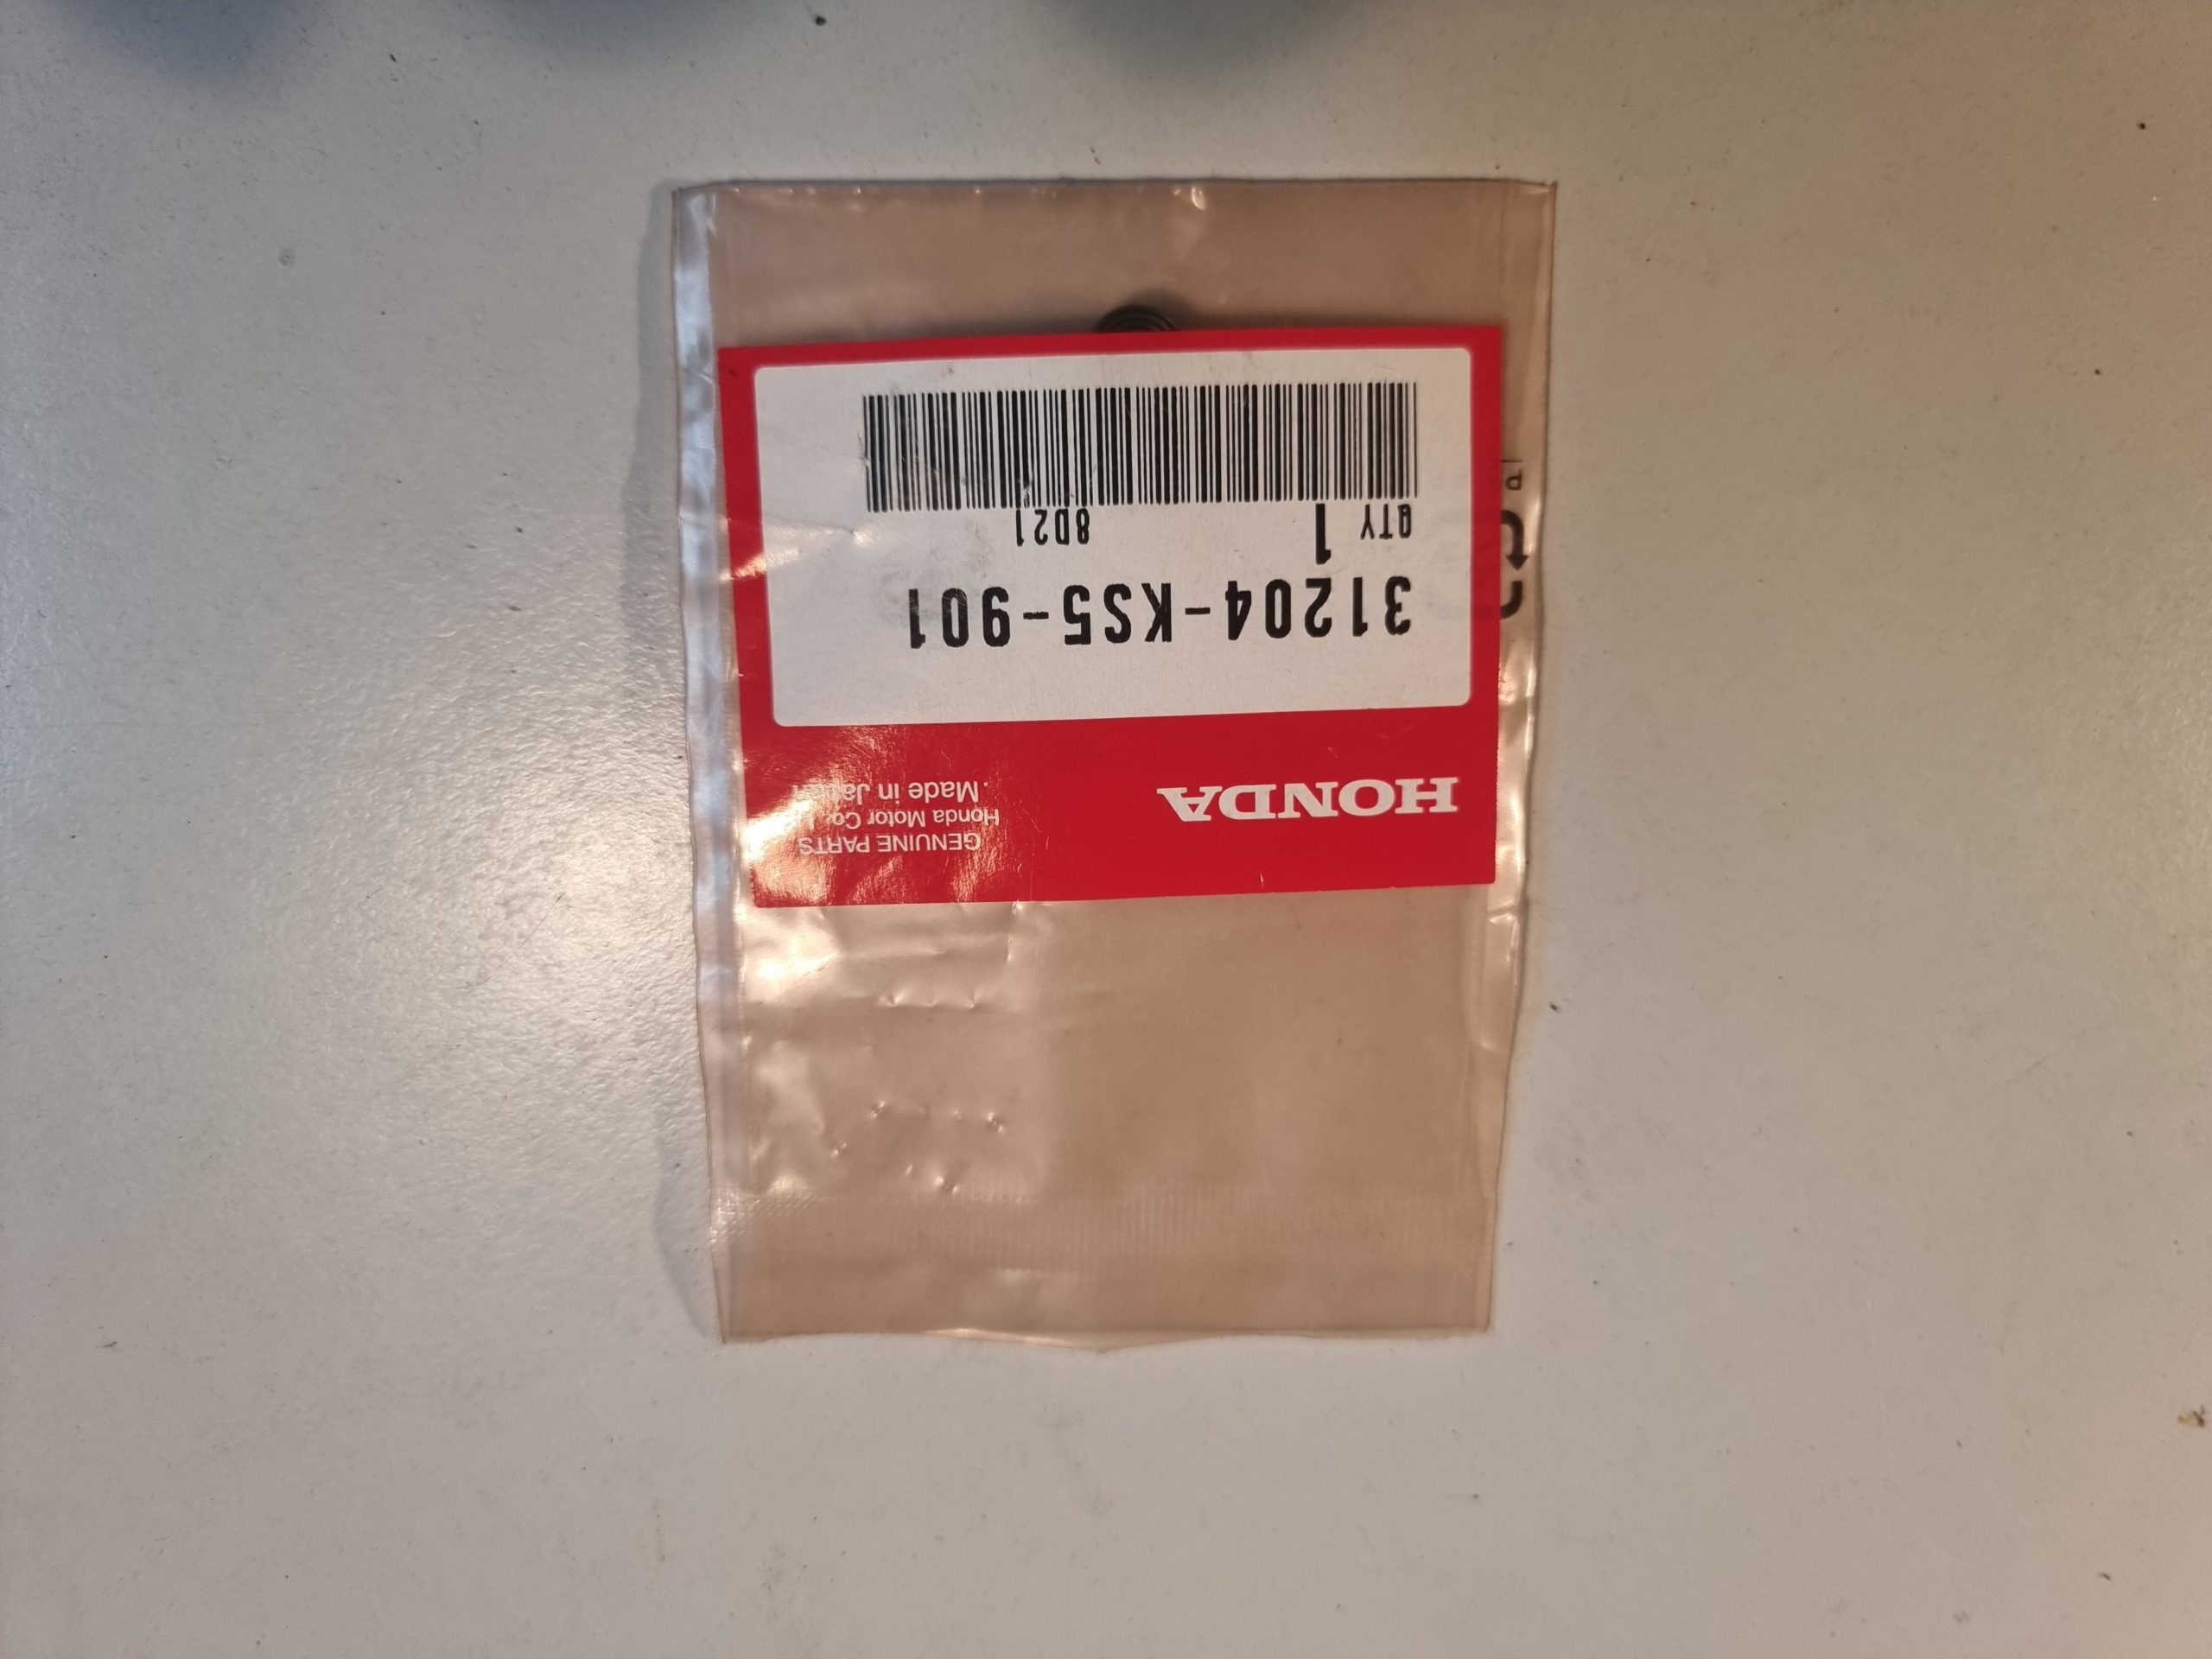 HONDA
GENUINE PARTS
Honda Motor Co.
Made in Japan.
31204-KS5-901
QTY 1 8D21